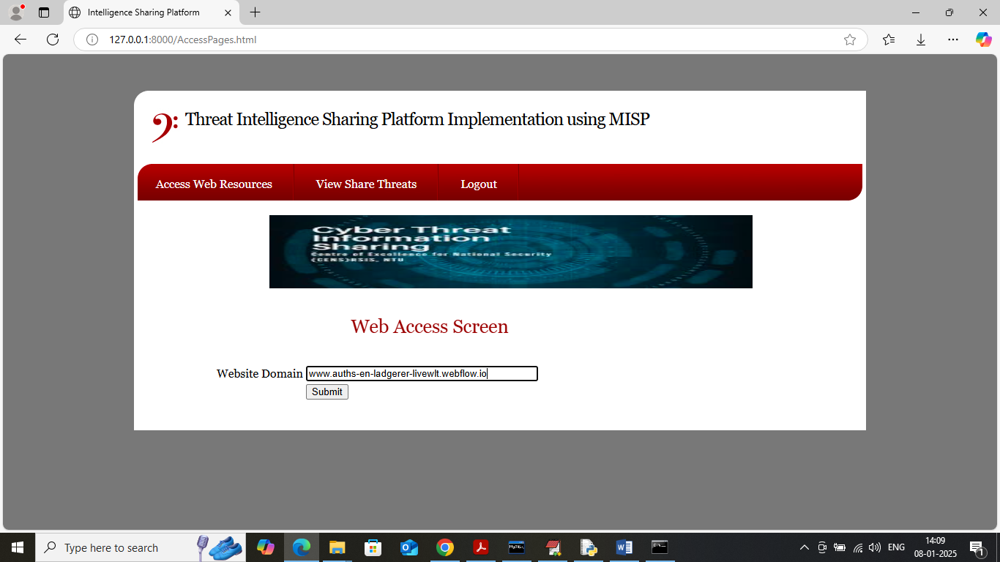 Intelligence Sharing Platform
127.0.0.1:8000/AccessPages.html
Threat Intelligence Sharing Platform Implementation using MISP
Access Web Resources View Share Threats Logout
Cyber Threat
Information
Sharing
Centre of Excellence for National Security
(CENS)RSIS, NTU
Web Access Screen
Website Domain www.auths-en-ladgerer-livewlt.webflow.io
Submit
Type here to search
ENG
14:09
08-01-2025
1